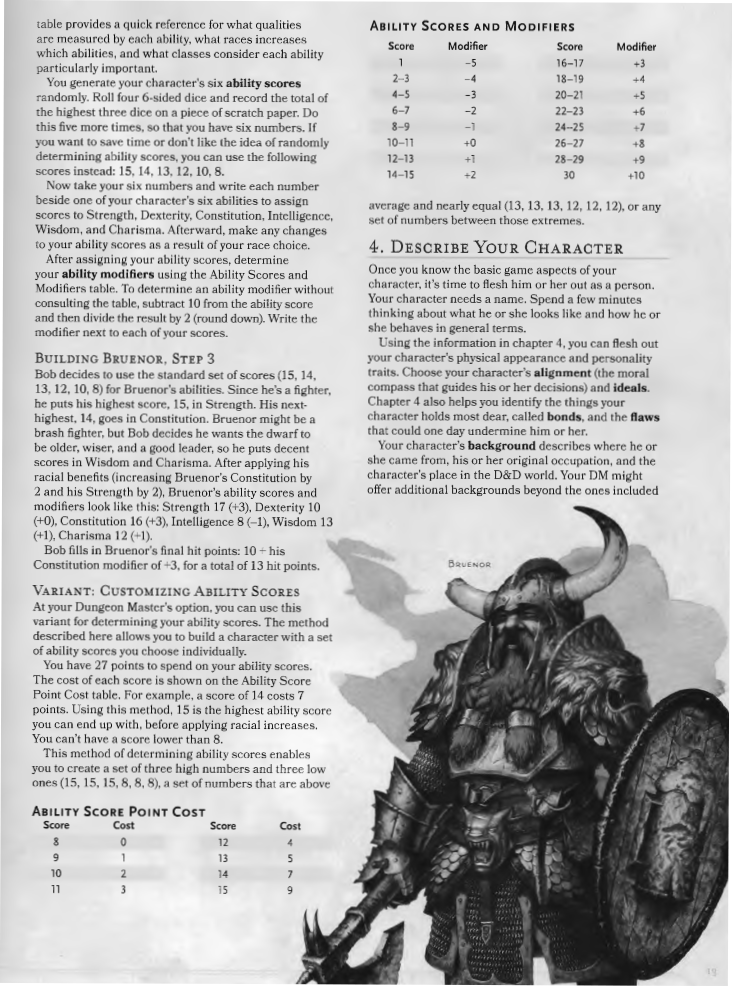 table provides a quick reference for what qualities
are measured by each ability, what races increases
which abilities, and what classes consider each ability
particularly important.
You generate your character's six ability scores
randomly. Roll four 6-sided dice and record the total of
the highest three dice on a piece of scratch paper. Do
this five more times, so that you have six numbers. If
you want to save time or don't like the idea of randomly
determining ability scores, you can use the following
scores instead: 15, 14, 13, 12, 10, 8.
Now take your six numbers and write each number
beside one of your character's six abilities to assign
scores to Strength, Dexterity, Constitution, Intelligence,
Wisdom, and Charisma. Afterward, make any changes
to your ability scores as a result of your race choice.
After assigning your ability scores, determine
your ability modifiers using the Ability Scores and
Modifiers table. To determine an ability modifier without
consulting the table, subtract 10 from the ability score
and then divide the result by 2 (round down). Write the
modifier next to each of your scores.
BUILDING BRUENOR, STEP 3
Bob decides to use the standard set of scores (15, 14,
13, 12, 10, 8) for Bruenor's abilities. Since he's a fighter,
he puts his highest score, 15, in Strength. His next-
highest, 14, goes in Constitution. Bruenor might be a
brash fighter, but Bob decides he wants the dwarf to
be older, wiser, and a good leader, so he puts decent
scores in Wisdom and Charisma. After applying his
racial benefits (increasing Bruenor's Constitution by
2 and his Strength by 2), Bruenor's ability scores and
modifiers look like this: Strength 17 (+3), Dexterity 10
(+0), Constitution 16 (+3), Intelligence 8 (−1), Wisdom 13
(+1), Charisma 12 (+1).
Bob fills in Bruenor's final hit points: 10 + his
Constitution modifier of +3, for a total of 13 hit points.
VARIANT: CUSTOMIZING ABILITY SCORES
At your Dungeon Master's option, you can use this
variant for determining your ability scores. The method
described here allows you to build a character with a set
of ability scores you choose individually.
You have 27 points to spend on your ability scores.
The cost of each score is shown on the Ability Score
Point Cost table. For example, a score of 14 costs 7
points. Using this method, 15 is the highest ability score
you can end up with, before applying racial increases.
You can't have a score lower than 8.
This method of determining ability scores enables
you to create a set of three high numbers and three low
ones (15, 15, 15, 8, 8, 8), a set of numbers that are above
ABILITY SCORE POINT COST
Score Cost Score Cost
8 0 12 4
9 1 13 5
10 2 14 7
11 3 15 9
ABILITY SCORES AND MODIFIERS
Score Modifier Score Modifier
1 −5 16–17 +3
2–3 −4 18–19 +4
4–5 −3 20–21 +5
6–7 −2 22–23 +6
8–9 −1 24–25 +7
10–11 +0 26–27 +8
12–13 +1 28–29 +9
14–15 +2 30 +10
average and nearly equal (13, 13, 13, 12, 12, 12), or any
set of numbers between those extremes.
4. DESCRIBE YOUR CHARACTER
Once you know the basic game aspects of your
character, it's time to flesh him or her out as a person.
Your character needs a name. Spend a few minutes
thinking about what he or she looks like and how he or
she behaves in general terms.
Using the information in chapter 4, you can flesh out
your character's physical appearance and personality
traits. Choose your character's alignment (the moral
compass that guides his or her decisions) and ideals.
Chapter 4 also helps you identify the things your
character holds most dear, called bonds, and the flaws
that could one day undermine him or her.
Your character's background describes where he or
she came from, his or her original occupation, and the
character's place in the D&D world. Your DM might
offer additional backgrounds beyond the ones included
BRUENOR